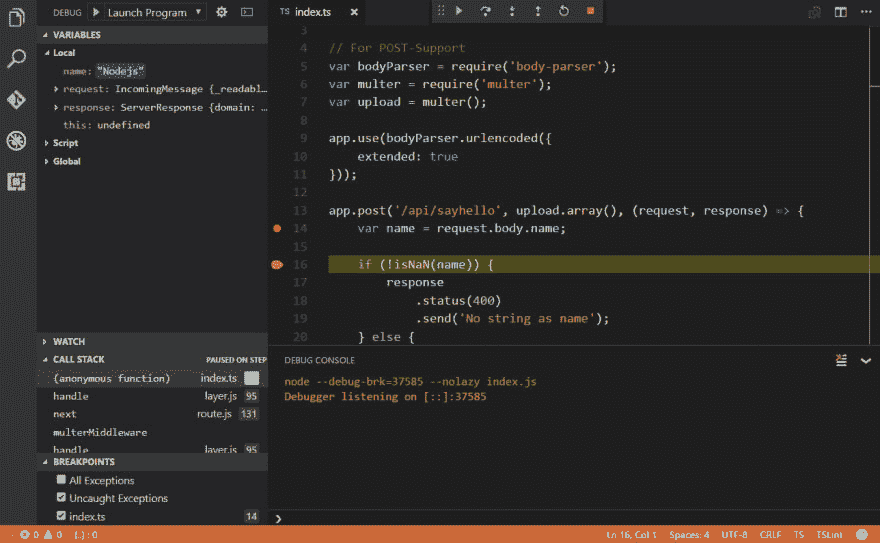 DEBUG Launch Program
VARIABLES
Local
name: "Nodejs"
request: IncomingMessage {_readabl...
response: ServerResponse {domain: ...
this: undefined
Script
Global
WATCH
CALL STACK PAUSED ON STEP
(anonymous function) index.ts
handle layer.js 95
next route.js 131
multerMiddleware
handle layer.js 95
BREAKPOINTS
All Exceptions
Uncaught Exceptions
index.ts 14
TS index.ts
3
4 // For POST-Support
5 var bodyParser = require('body-parser');
6 var multer = require('multer');
7 var upload = multer();
8
9 app.use(bodyParser.urlencoded({
10 extended: true
11 }));
12
13 app.post('/api/sayhello', upload.array(), (request, response) => {
14 var name = request.body.name;
15
16 if (!isNaN(name)) {
17 response
18 .status(400)
19 .send('No string as name');
20 } else {
DEBUG CONSOLE
node --debug-brk=37585 --nolazy index.js
Debugger listening on [::]:37585
❯
0 0 {.} : 0 Ln 16, Col 1 Spaces: 4 UTF-8 CRLF TS TSLint